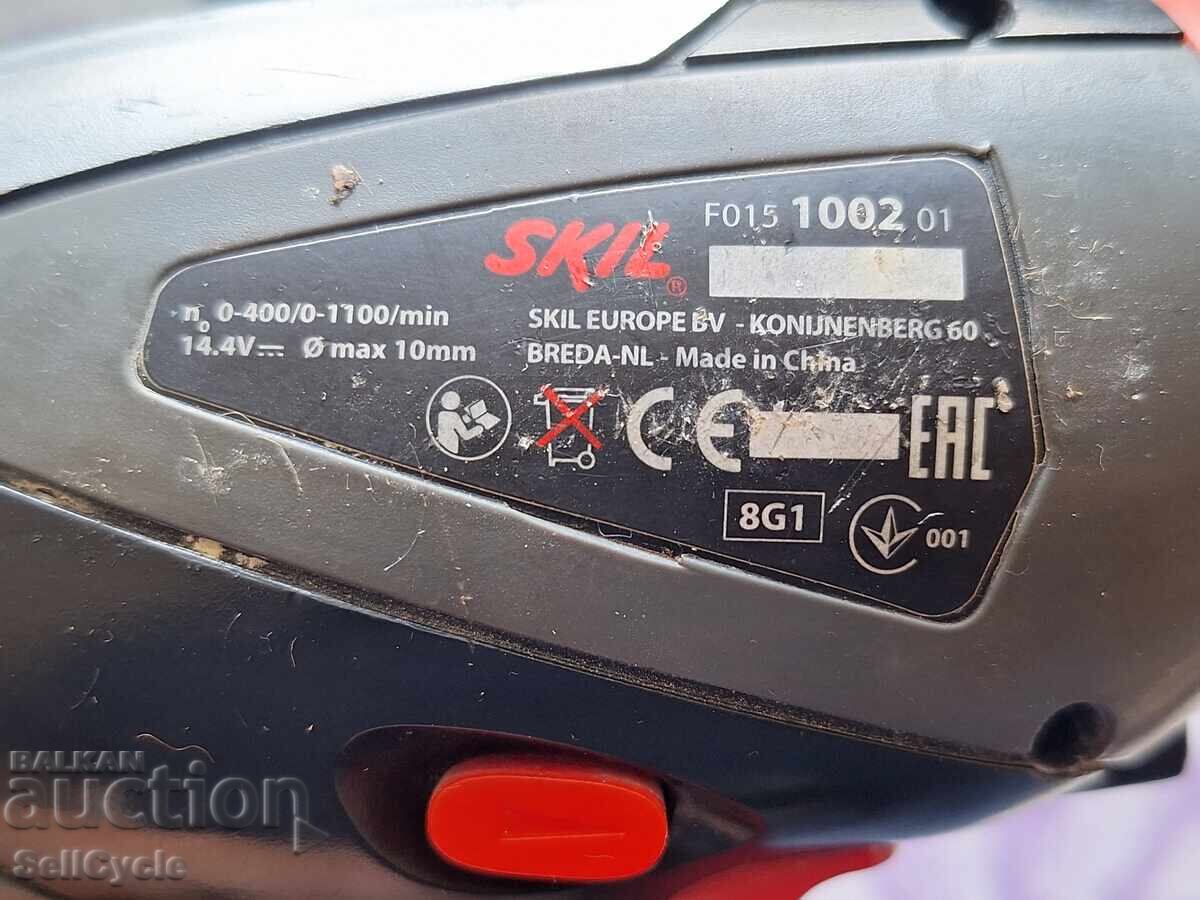 SKIL®
F015 1002 01
n₀ 0-400/0-1100/min
14.4V⎓ Ø max 10mm
SKIL EUROPE BV - KONIJNENBERG 60
BREDA-NL - Made in China
CE
EAC
8G1
001
BALKAN
auction
SellCycle